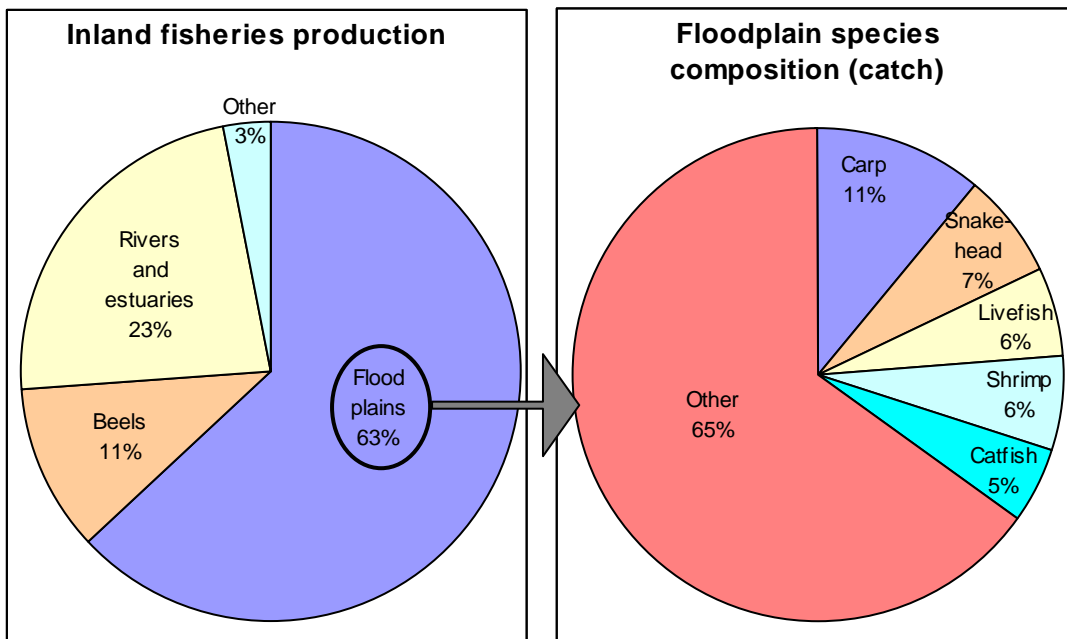 Inland fisheries production
Other
3%
Rivers
and
estuaries
23%
Beels
11%
Flood
plains
63%
Floodplain species
composition (catch)
Carp
11%
Snake-
head
7%
Livefish
6%
Shrimp
6%
Catfish
5%
Other
65%